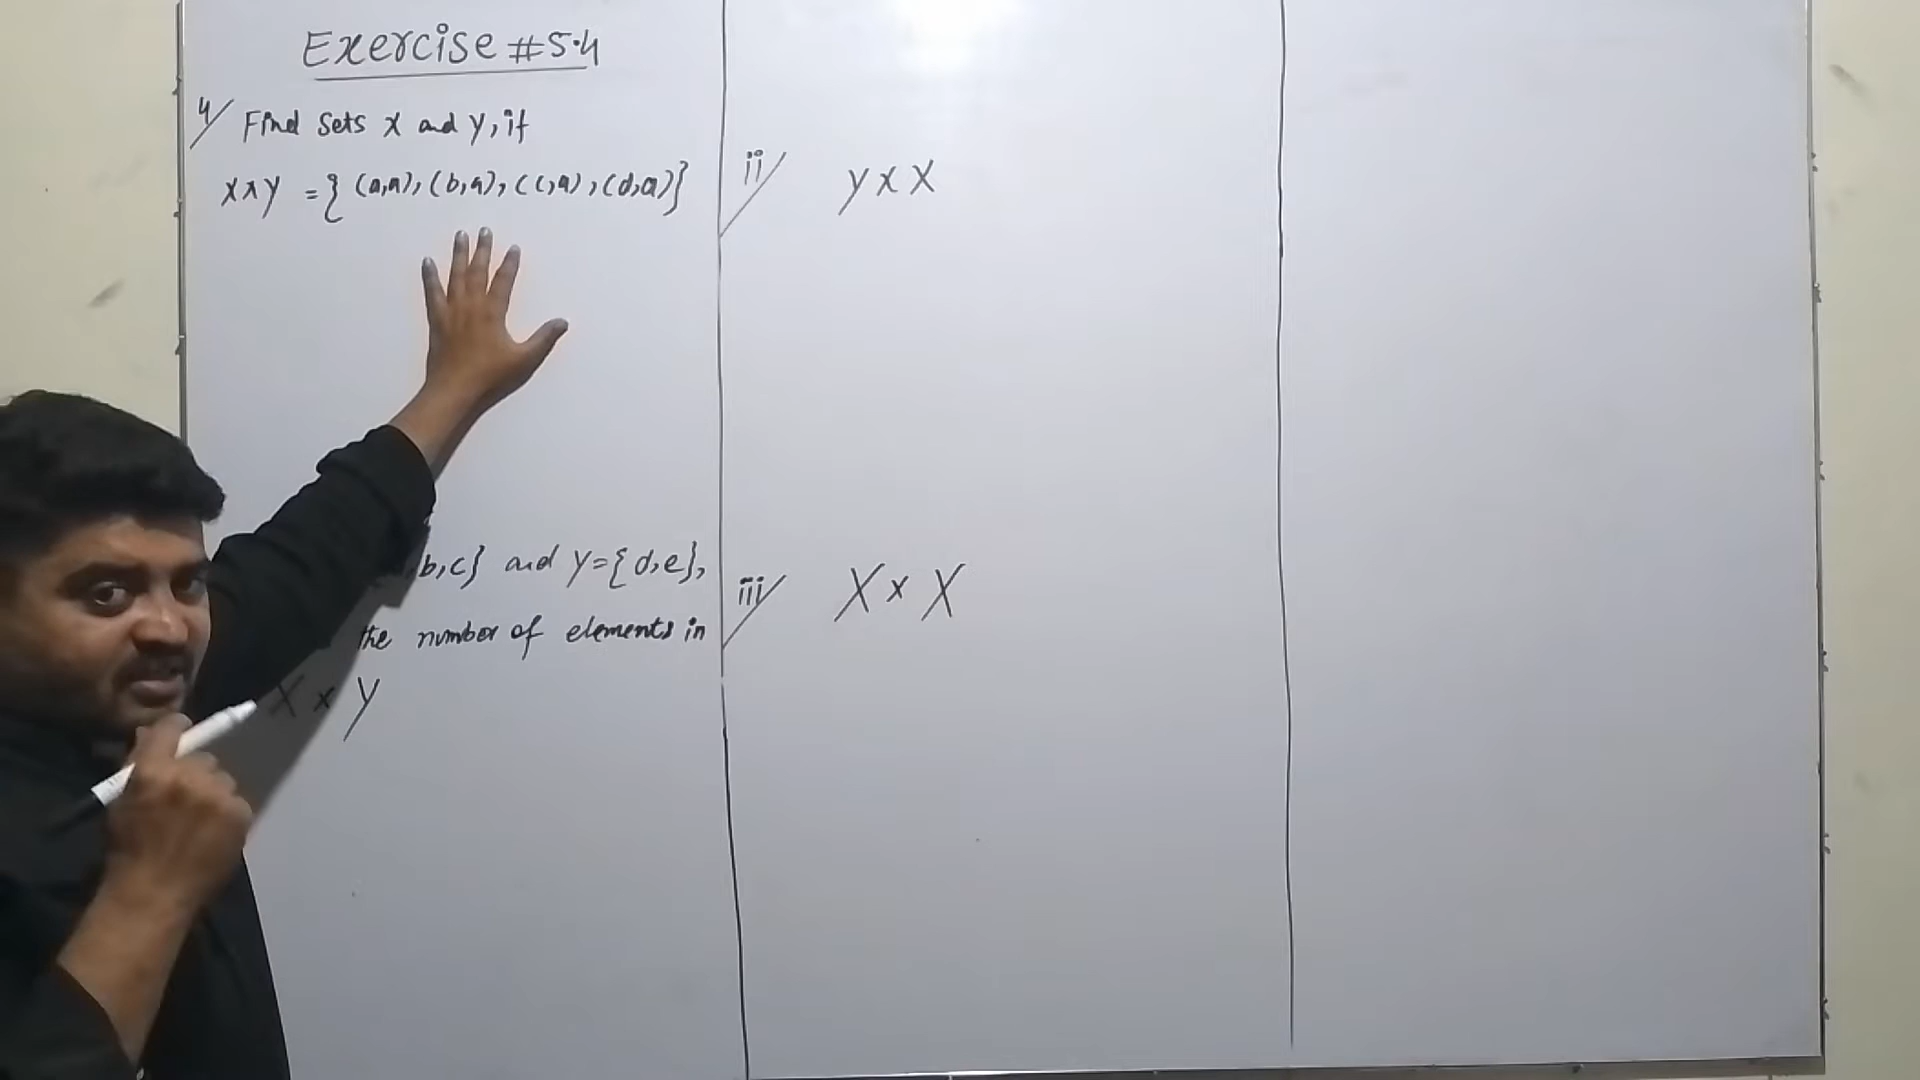 Exercise #5.4
4/ Find Sets X and Y, if
X×Y = { (a,a), (b,a), (c,a), (d,a)}
b,c} and Y={d,e},
the number of elements in
X × Y
ii/ Y × X
iii/ X × X